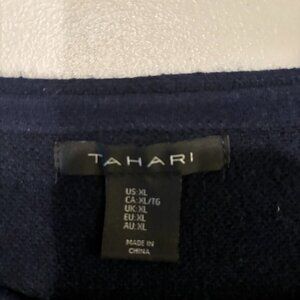 TAHARI
US:XL
CA:XL/TG
UK:XL
EU:XL
AU:XL
MADE IN
CHINA